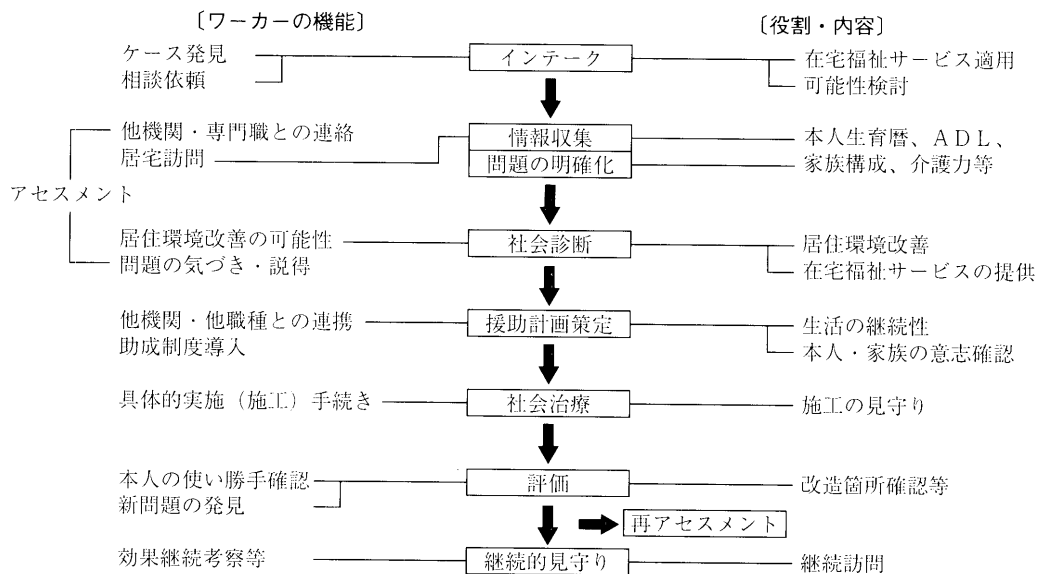 〔ワーカーの機能〕
〔役割・内容〕
ケース発見
相談依頼
インテーク
在宅福祉サービス適用
可能性検討
アセスメント
他機関・専門職との連絡
居宅訪問
情報収集
問題の明確化
本人生育暦、ＡＤＬ、
家族構成、介護力等
居住環境改善の可能性
問題の気づき・説得
社会診断
居住環境改善
在宅福祉サービスの提供
他機関・他職種との連携
助成制度導入
援助計画策定
生活の継続性
本人・家族の意志確認
具体的実施（施工）手続き
社会治療
施工の見守り
本人の使い勝手確認
新問題の発見
評価
改造箇所確認等
再アセスメント
効果継続考察等
継続的見守り
継続訪問